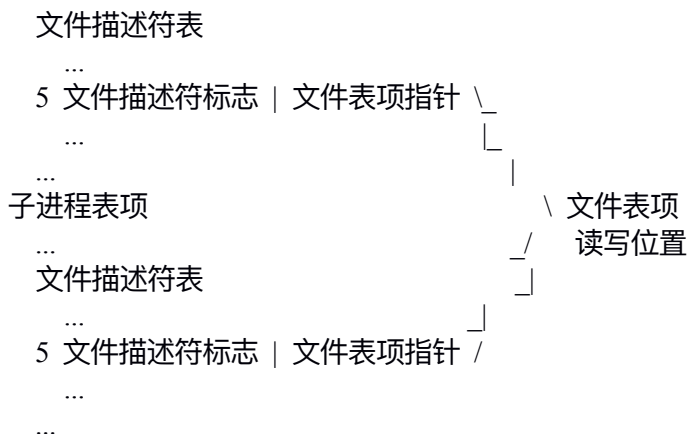 文件描述符表
...
5 文件描述符标志 | 文件表项指针 \_
... |_
... |
子进程表项 \ 文件表项
... _/ 读写位置
文件描述符表 _|
... _|
5 文件描述符标志 | 文件表项指针 /
...
...